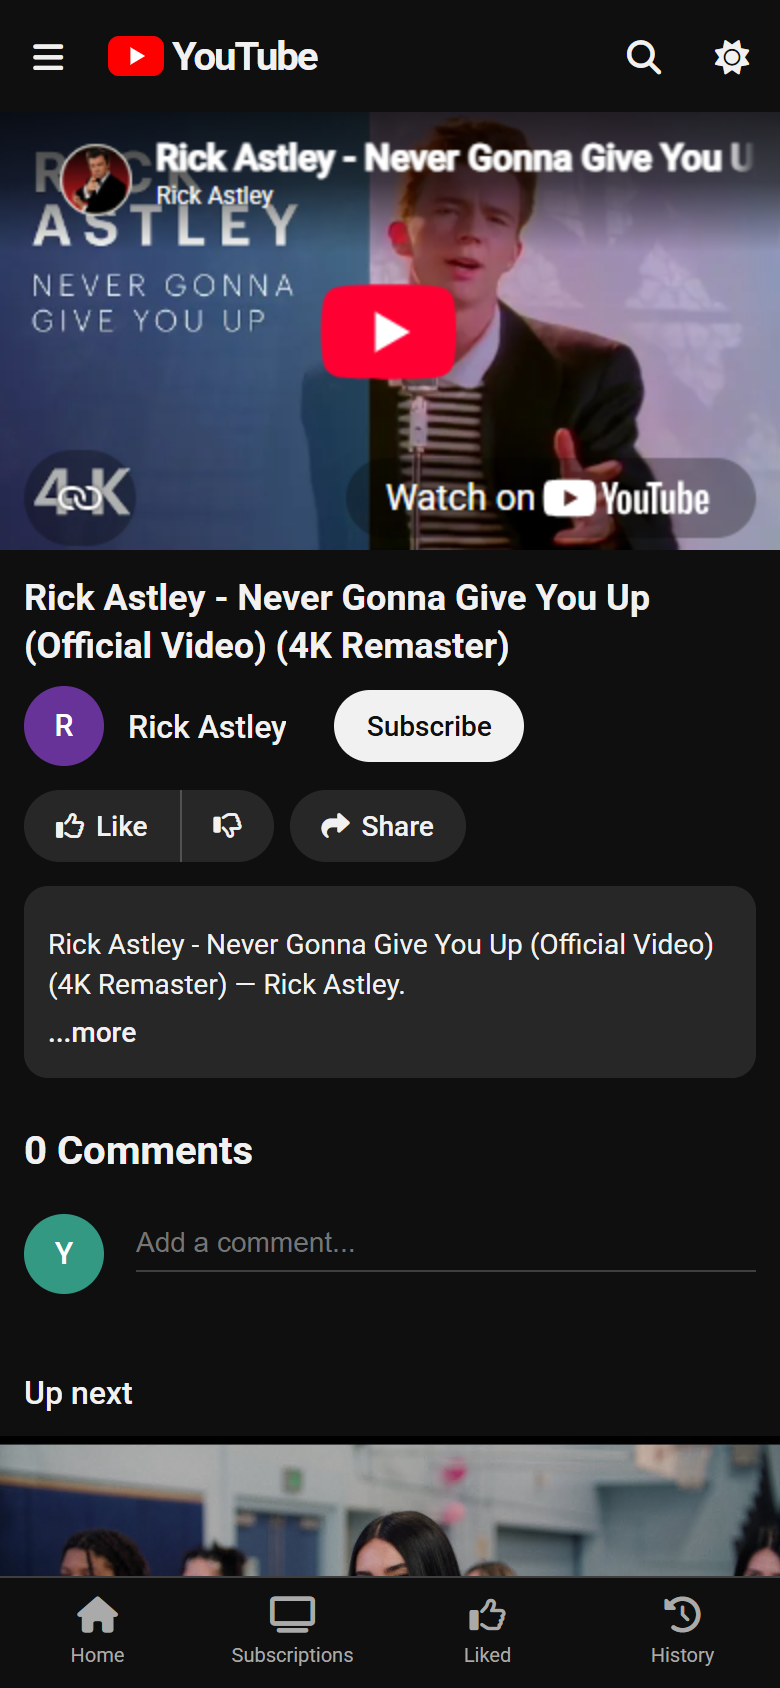 YouTube
Rick Astley - Never Gonna Give You U
Rick Astley
RICK
ASTLEY
NEVER GONNA
GIVE YOU UP
4K
Watch on YouTube
Rick Astley - Never Gonna Give You Up
(Official Video) (4K Remaster)
R
Rick Astley
Subscribe
Like
Share
Rick Astley - Never Gonna Give You Up (Official Video)
(4K Remaster) — Rick Astley.
...more
0 Comments
Y
Add a comment...
Up next
Home
Subscriptions
Liked
History